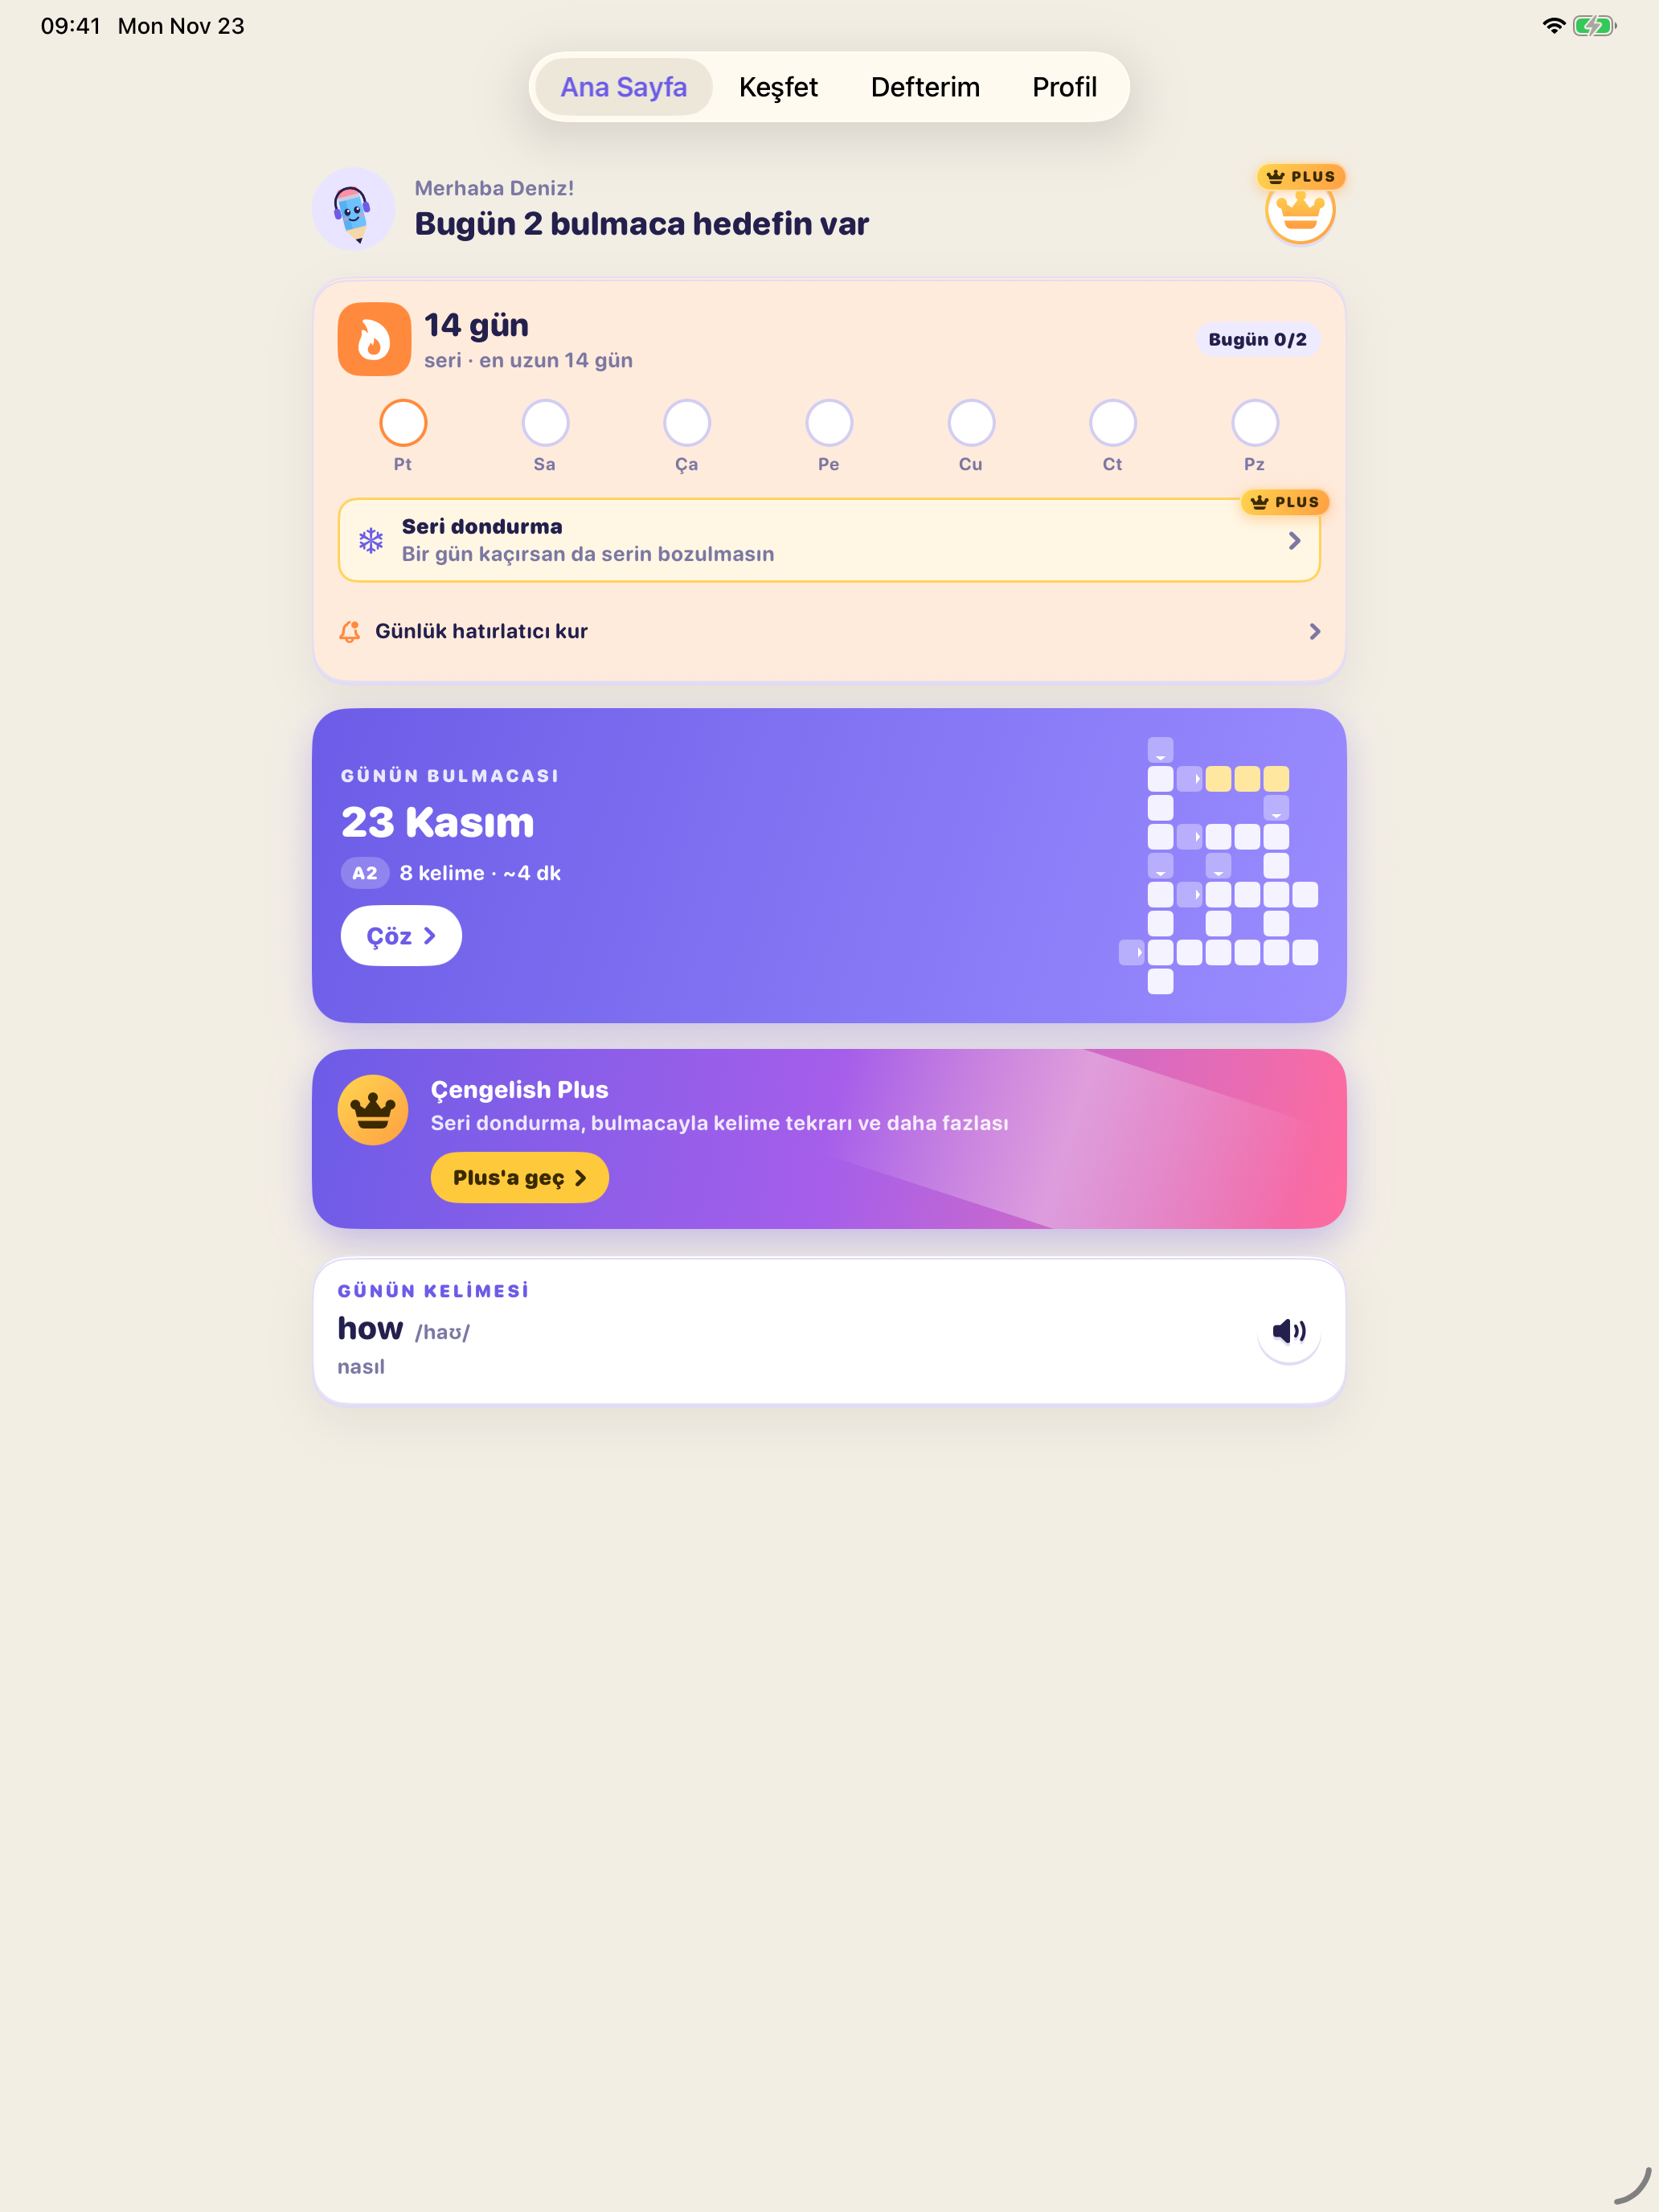 09:41 Mon Nov 23
Ana Sayfa Keşfet Defterim Profil
Merhaba Deniz!
Bugün 2 bulmaca hedefin var
PLUS
14 gün
seri · en uzun 14 gün
Bugün 0/2
Pt Sa Ça Pe Cu Ct Pz
PLUS
Seri dondurma
Bir gün kaçırsan da serin bozulmasın
Günlük hatırlatıcı kur
GÜNÜN BULMACASI
23 Kasım
A2 8 kelime · ~4 dk
Çöz
Çengelish Plus
Seri dondurma, bulmacayla kelime tekrarı ve daha fazlası
Plus'a geç
GÜNÜN KELİMESİ
how /haʊ/
nasıl